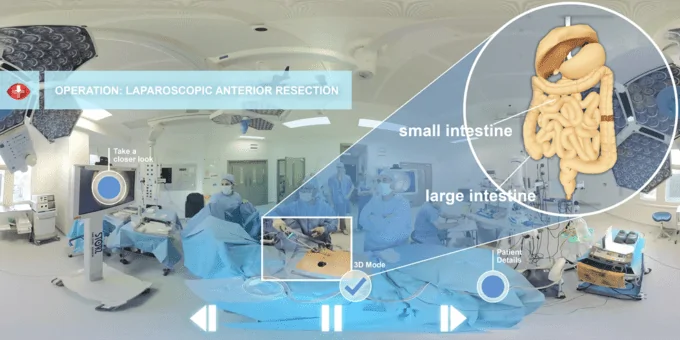 OPERATION: LAPAROSCOPIC ANTERIOR RESECTION
small intestine
Take a
closer look
large intestine
Patient
Details
3D Mode
STORZ